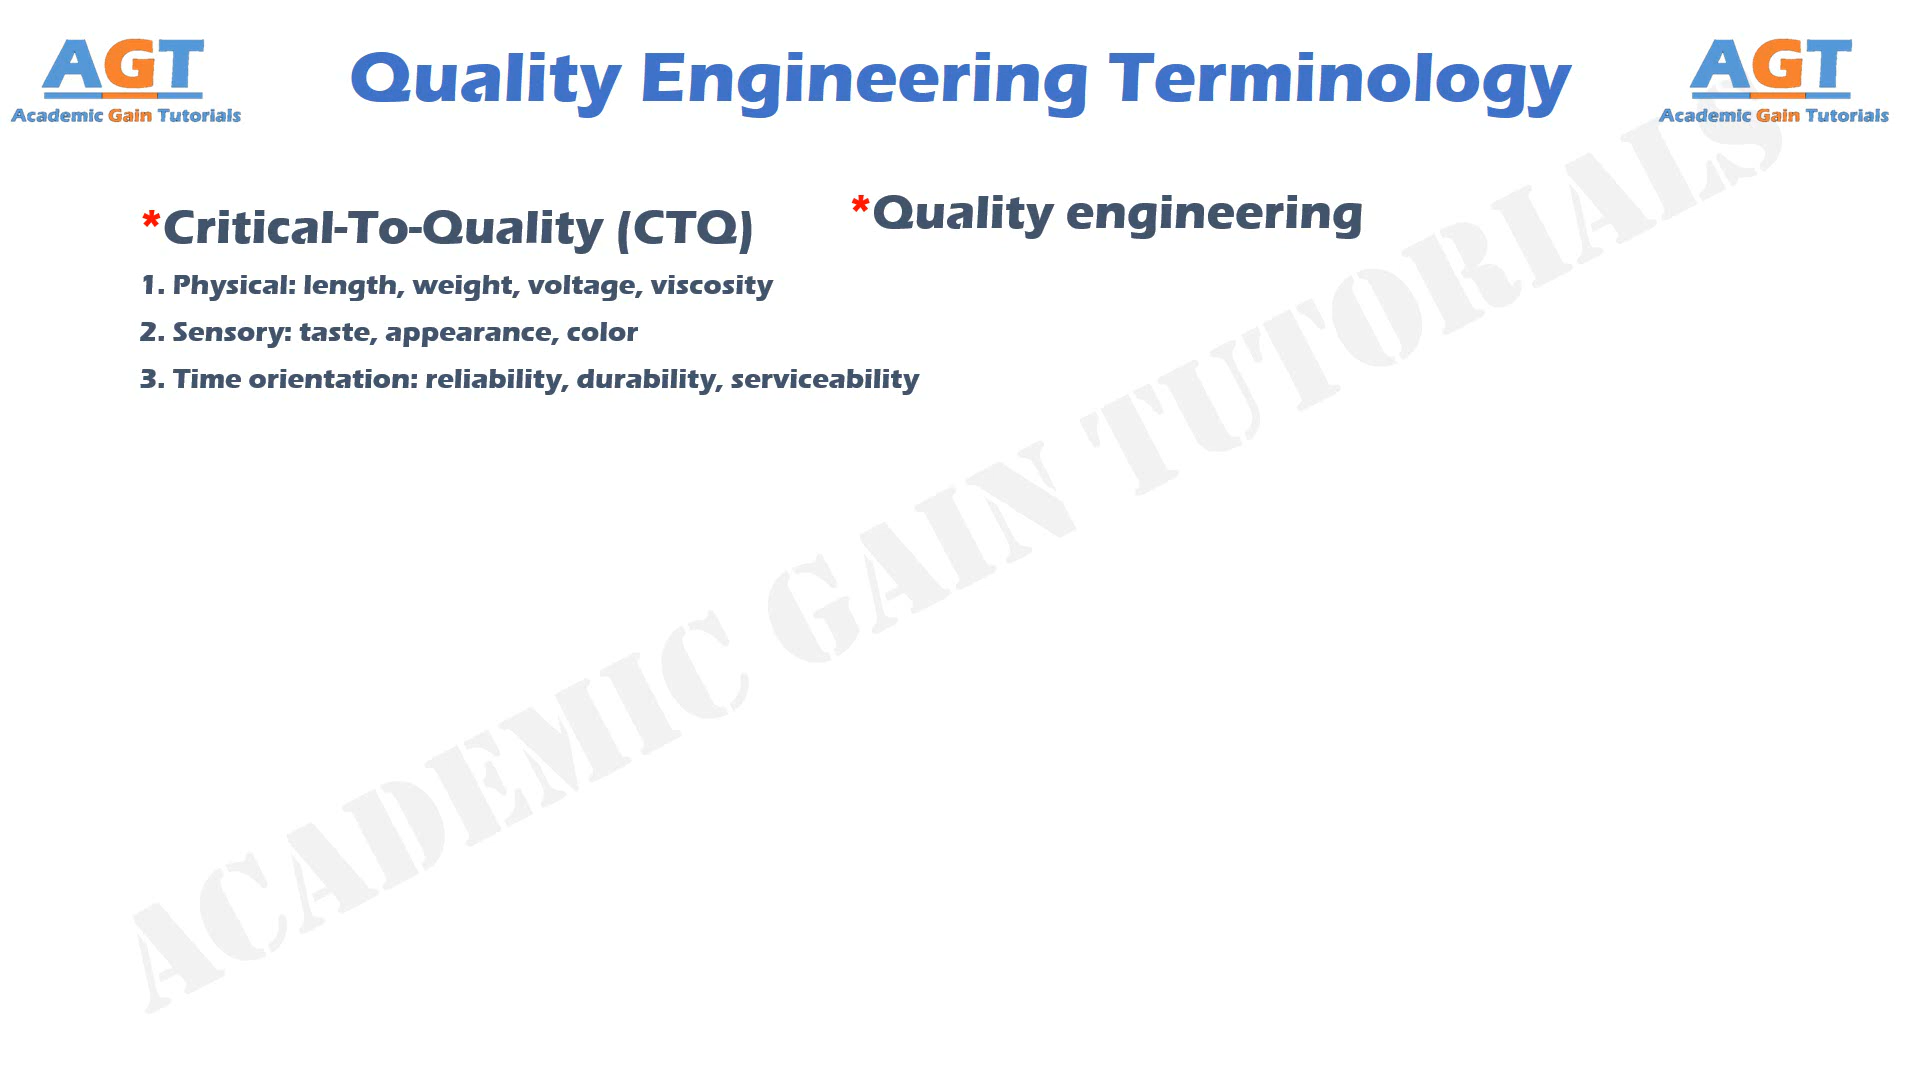 AGT
Academic Gain Tutorials
Quality Engineering Terminology
AGT
Academic Gain Tutorials
*Critical-To-Quality (CTQ)
1. Physical: length, weight, voltage, viscosity
2. Sensory: taste, appearance, color
3. Time orientation: reliability, durability, serviceability
*Quality engineering
ACADEMIC GAIN TUTORIALS